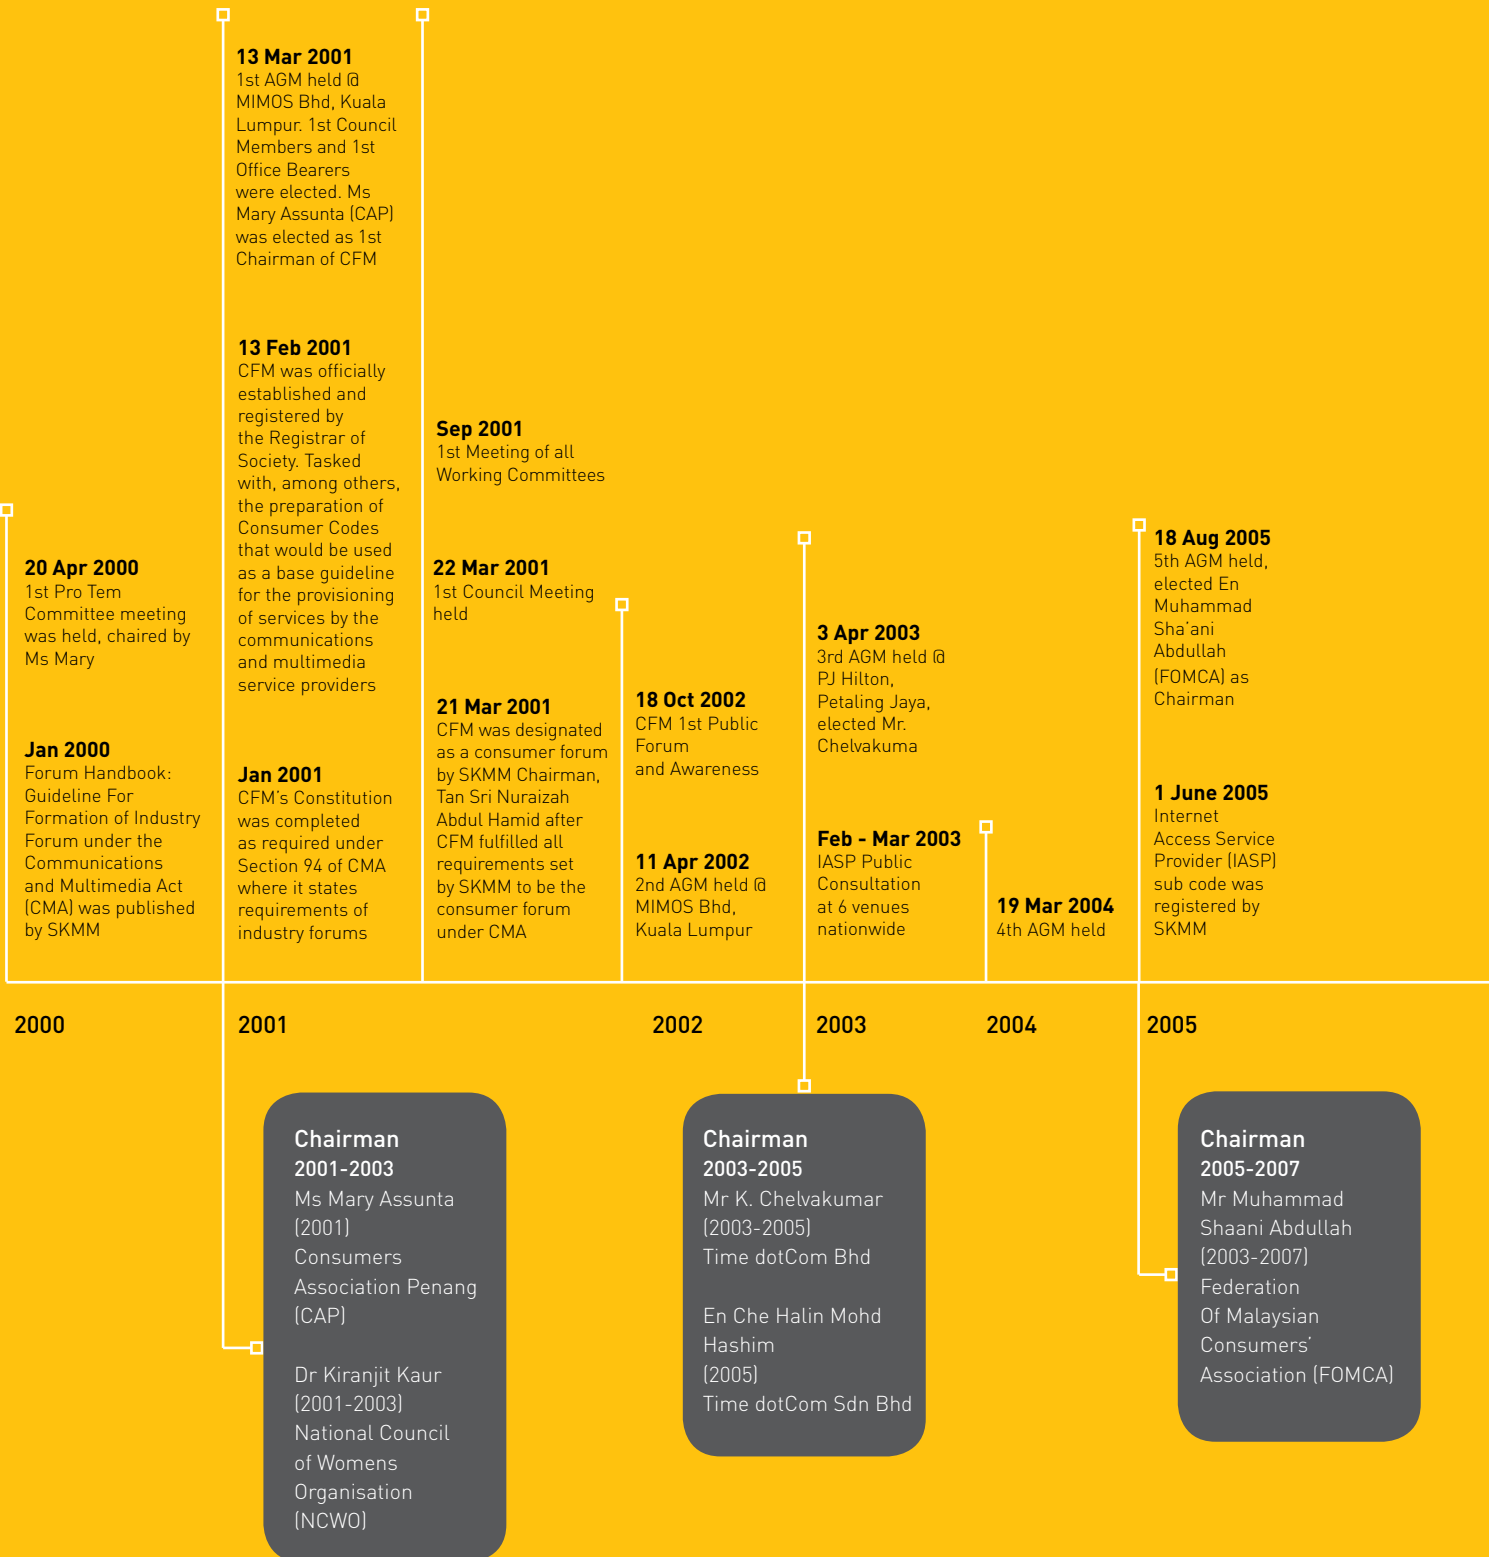 13 Mar 2001
1st AGM held @
MIMOS Bhd, Kuala
Lumpur. 1st Council
Members and 1st
Office Bearers
were elected. Ms
Mary Assunta (CAP)
was elected as 1st
Chairman of CFM
13 Feb 2001
CFM was officially
established and
registered by
the Registrar of
Society. Tasked
with, among others,
the preparation of
Consumer Codes
that would be used
as a base guideline
for the provisioning
of services by the
communications
and multimedia
service providers
Sep 2001
1st Meeting of all
Working Committees
20 Apr 2000
1st Pro Tem
Committee meeting
was held, chaired by
Ms Mary
22 Mar 2001
1st Council Meeting
held
18 Aug 2005
5th AGM held,
elected En
Muhammad
Sha'ani
Abdullah
(FOMCA) as
Chairman
3 Apr 2003
3rd AGM held @
PJ Hilton,
Petaling Jaya,
elected Mr.
Chelvakuma
Jan 2000
Forum Handbook:
Guideline For
Formation of Industry
Forum under the
Communications
and Multimedia Act
(CMA) was published
by SKMM
Jan 2001
CFM's Constitution
was completed
as required under
Section 94 of CMA
where it states
requirements of
industry forums
21 Mar 2001
CFM was designated
as a consumer forum
by SKMM Chairman,
Tan Sri Nuraizah
Abdul Hamid after
CFM fulfilled all
requirements set
by SKMM to be the
consumer forum
under CMA
18 Oct 2002
CFM 1st Public
Forum
and Awareness
11 Apr 2002
2nd AGM held @
MIMOS Bhd,
Kuala Lumpur
Feb - Mar 2003
IASP Public
Consultation
at 6 venues
nationwide
19 Mar 2004
4th AGM held
1 June 2005
Internet
Access Service
Provider (IASP)
sub code was
registered by
SKMM
2000
2001
2002
2003
2004
2005
Chairman
2001-2003
Ms Mary Assunta
(2001)
Consumers
Association Penang
(CAP)
Dr Kiranjit Kaur
(2001-2003)
National Council
of Womens
Organisation
(NCWO)
Chairman
2003-2005
Mr K. Chelvakumar
(2003-2005)
Time dotCom Bhd
En Che Halin Mohd
Hashim
(2005)
Time dotCom Sdn Bhd
Chairman
2005-2007
Mr Muhammad
Shaani Abdullah
(2003-2007)
Federation
Of Malaysian
Consumers'
Association (FOMCA)